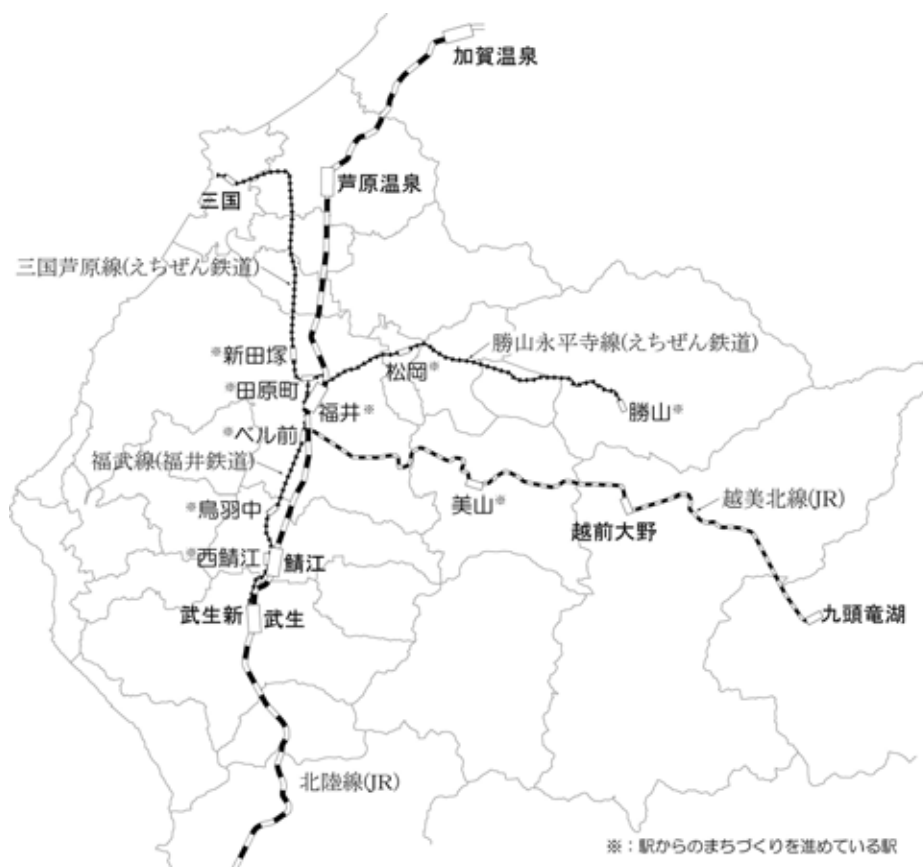 加賀温泉
芦原温泉
三国
三国芦原線(えちぜん鉄道)
勝山永平寺線(えちぜん鉄道)
※新田塚
松岡※
※田原町
福井※
勝山※
※ベル前
福武線(福井鉄道)
美山※
越美北線(JR)
※鳥羽中
越前大野
※西鯖江
鯖江
武生新
武生
九頭竜湖
北陸線(JR)
※：駅からのまちづくりを進めている駅